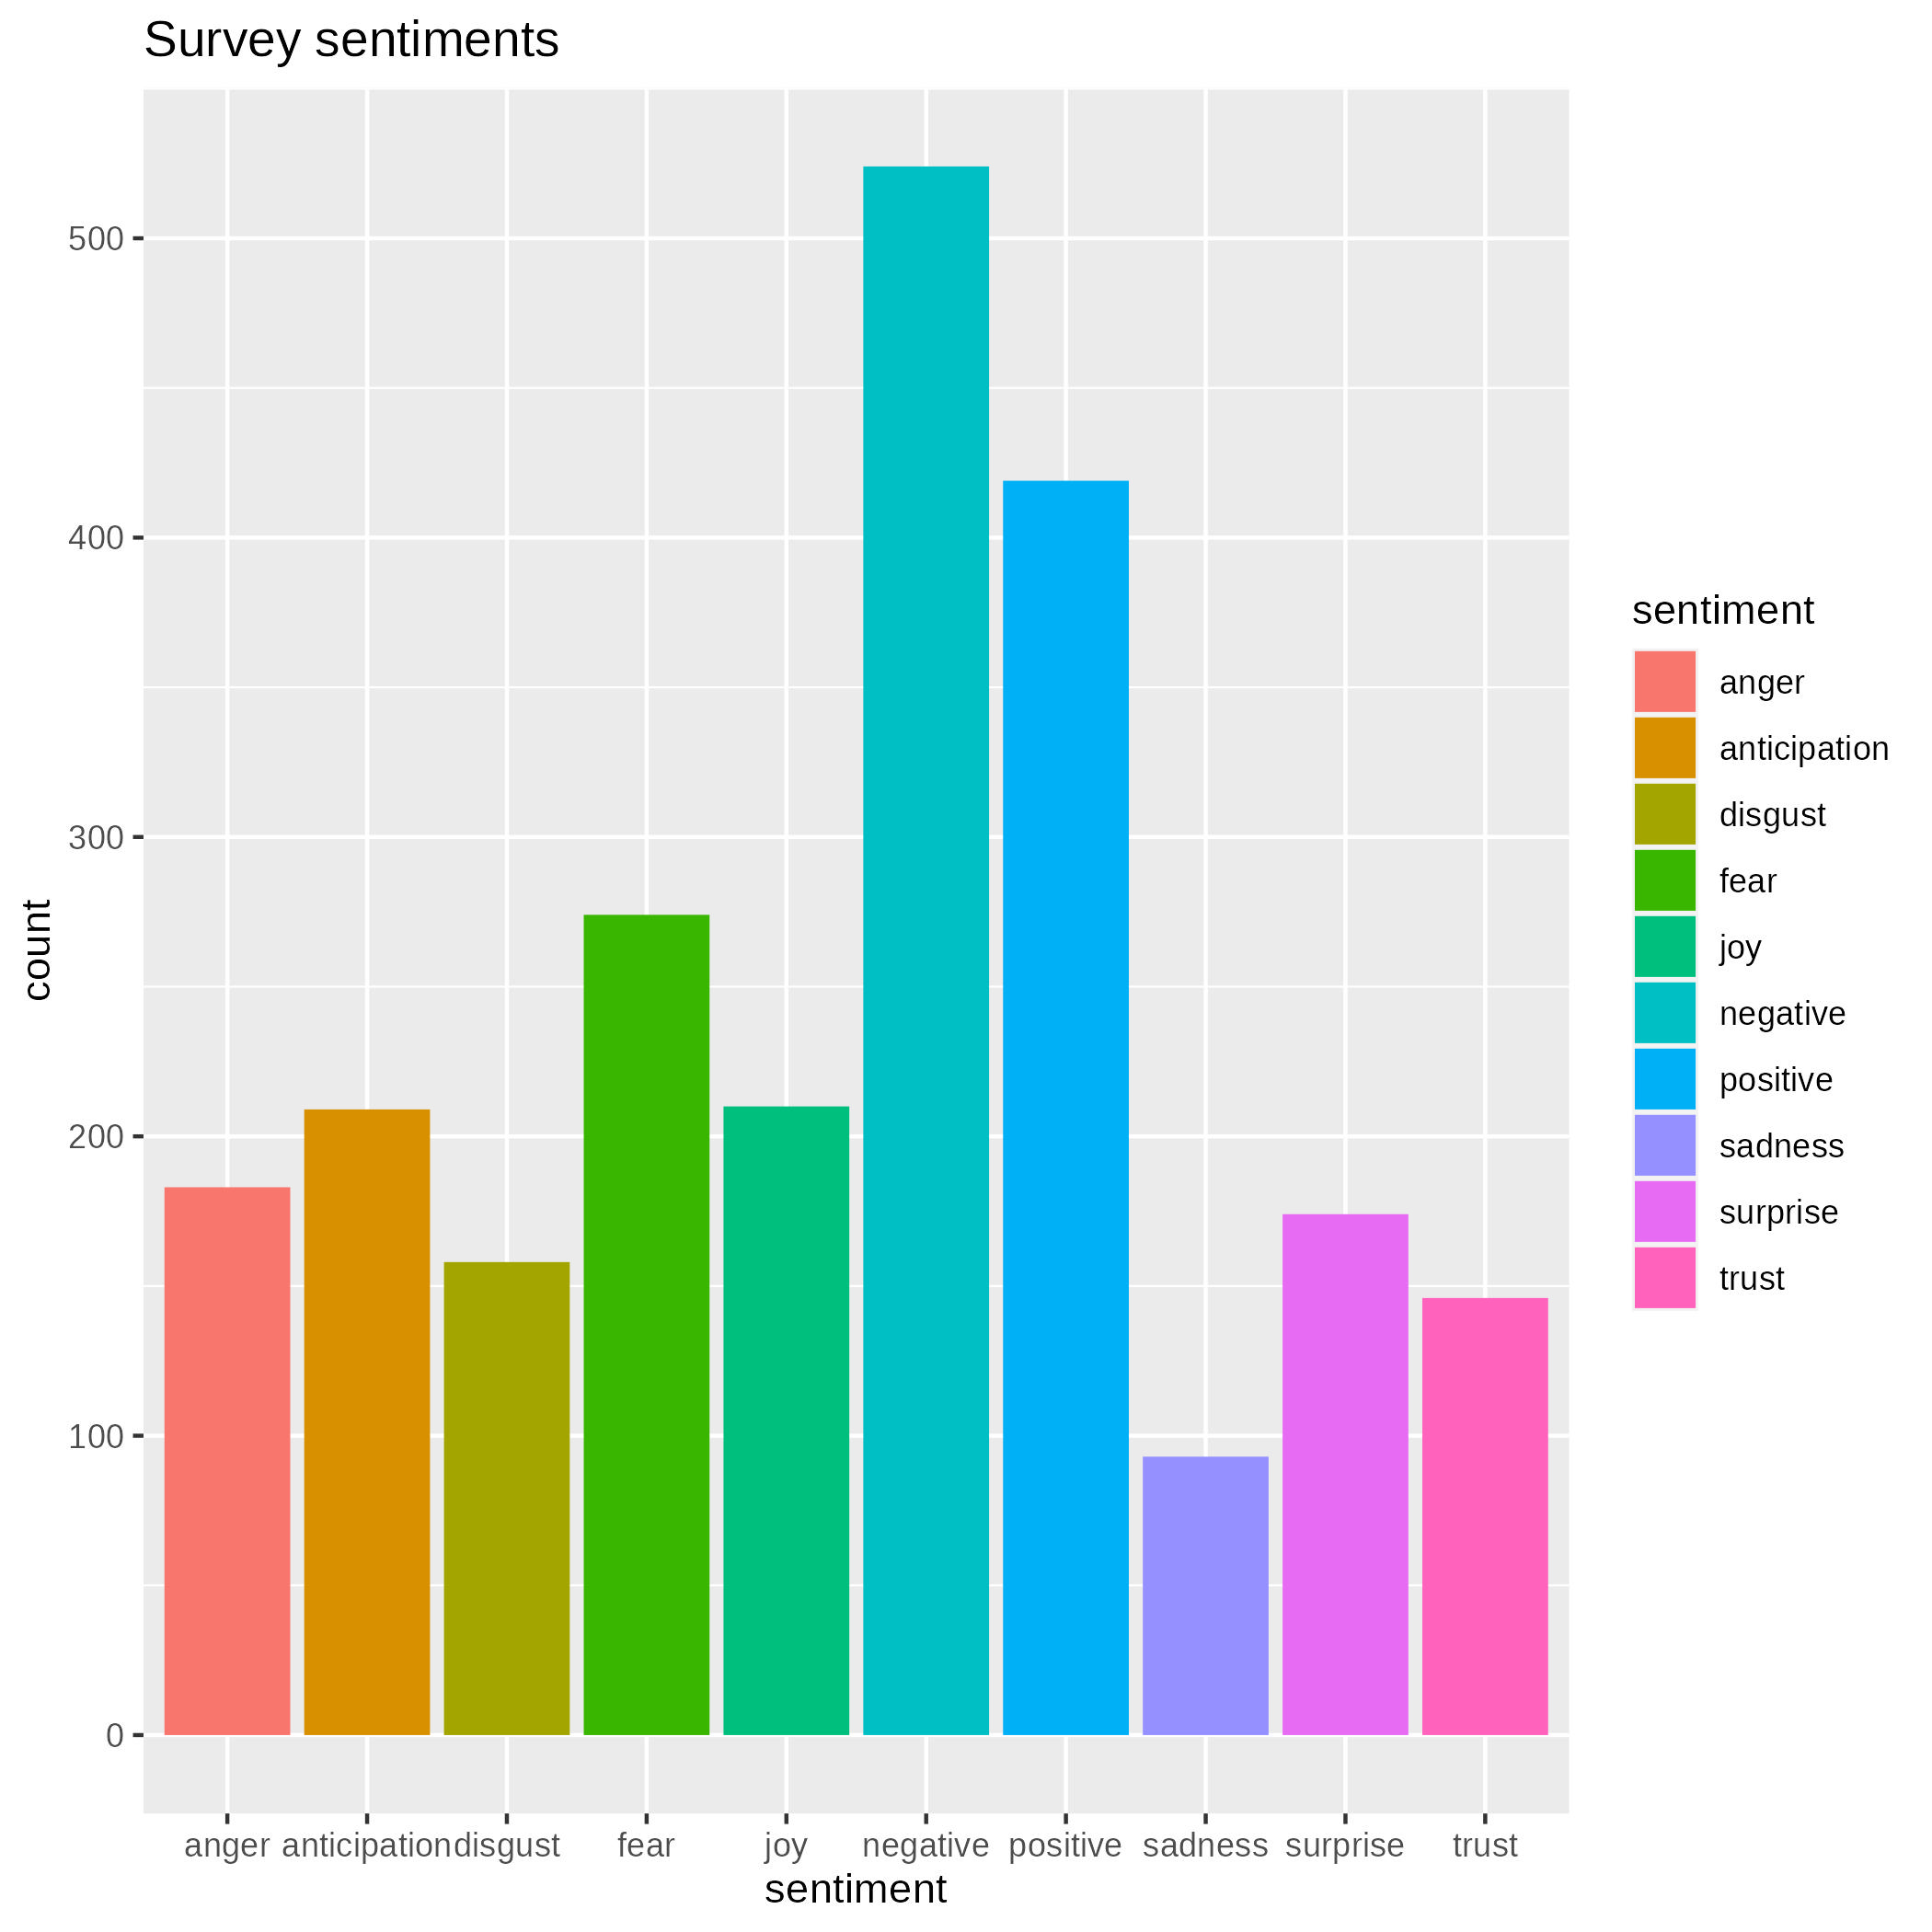 Survey sentiments
count
500
400
300
200
100
0
anger anticipation disgust fear joy negative positive sadness surprise trust
sentiment
sentiment
anger
anticipation
disgust
fear
joy
negative
positive
sadness
surprise
trust